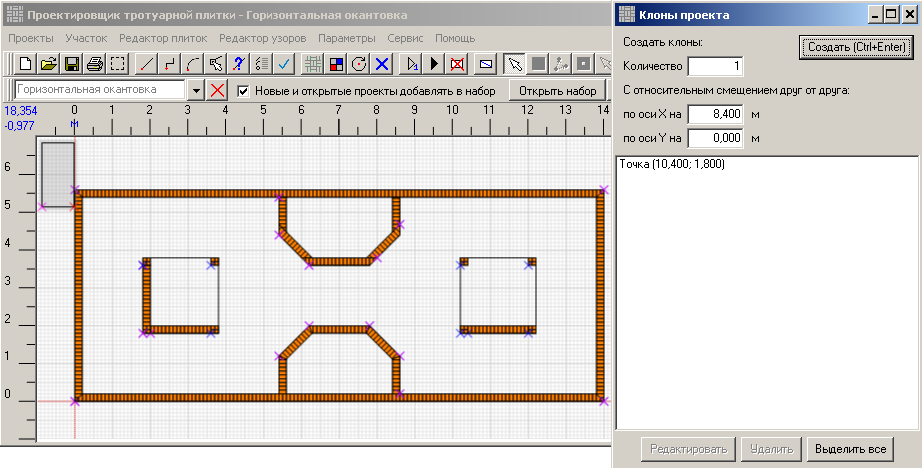 Проектировщик тротуарной плитки - Горизонтальная окантовка
Проекты Участок Редактор плиток Редактор узоров Параметры Сервис Помощь
Горизонтальная окантовка Новые и открытые проекты добавлять в набор Открыть набор
18,354
-0,977
м
0 1 2 3 4 5 6 7 8 9 10 11 12 13 14
6
5
4
3
2
1
0
Клоны проекта
Создать клоны:
Создать (Ctrl+Enter)
Количество 1
С относительным смещением друг от друга:
по оси X на 8,400 м
по оси Y на 0,000 м
Точка (10,400; 1,800)
Редактировать Удалить Выделить все